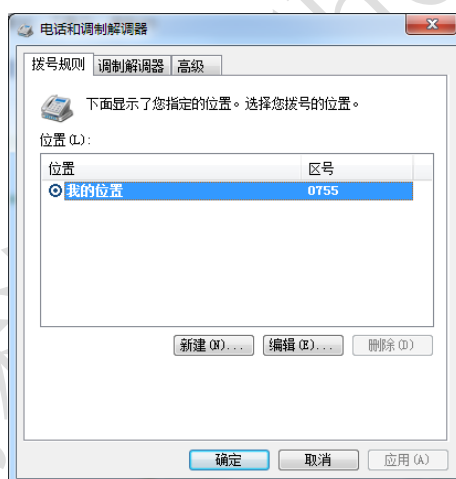 电话和调制解调器
拨号规则 调制解调器 高级
下面显示了您指定的位置。选择您拨号的位置。
位置(L):
位置 区号
我的位置 0755
新建(N)... 编辑(E)... 删除(D)
确定 取消 应用(A)